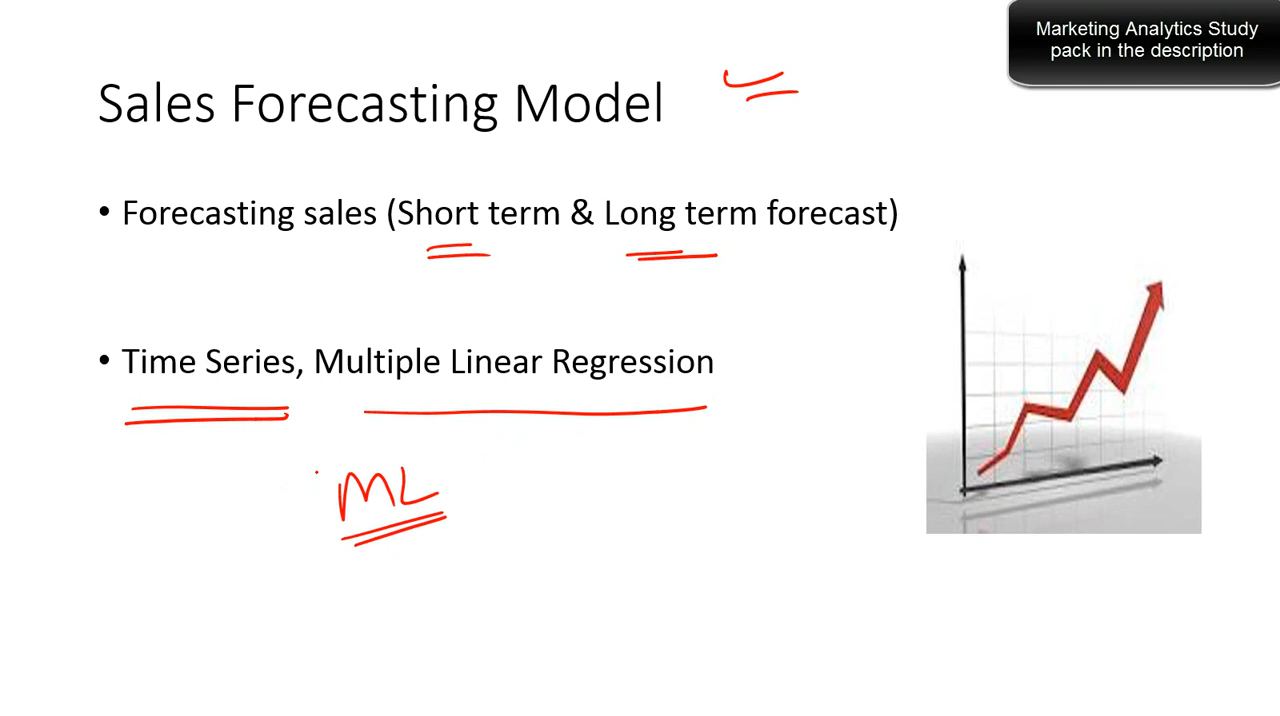 Marketing Analytics Study
pack in the description
Sales Forecasting Model
• Forecasting sales (Short term & Long term forecast)
• Time Series, Multiple Linear Regression
ML